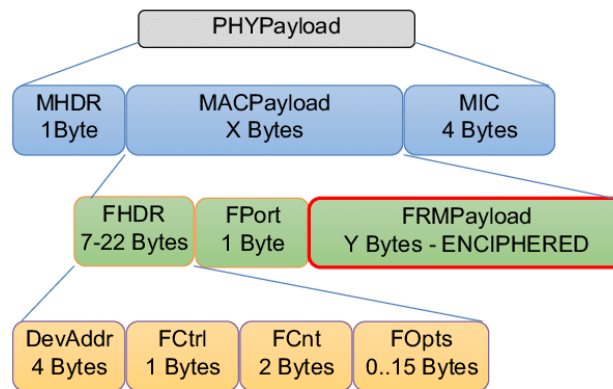 PHYPayload
MHDR
1Byte
MACPayload
X Bytes
MIC
4 Bytes
FHDR
7-22 Bytes
FPort
1 Byte
FRMPayload
Y Bytes - ENCIPHERED
DevAddr
4 Bytes
FCtrl
1 Bytes
FCnt
2 Bytes
FOpts
0..15 Bytes